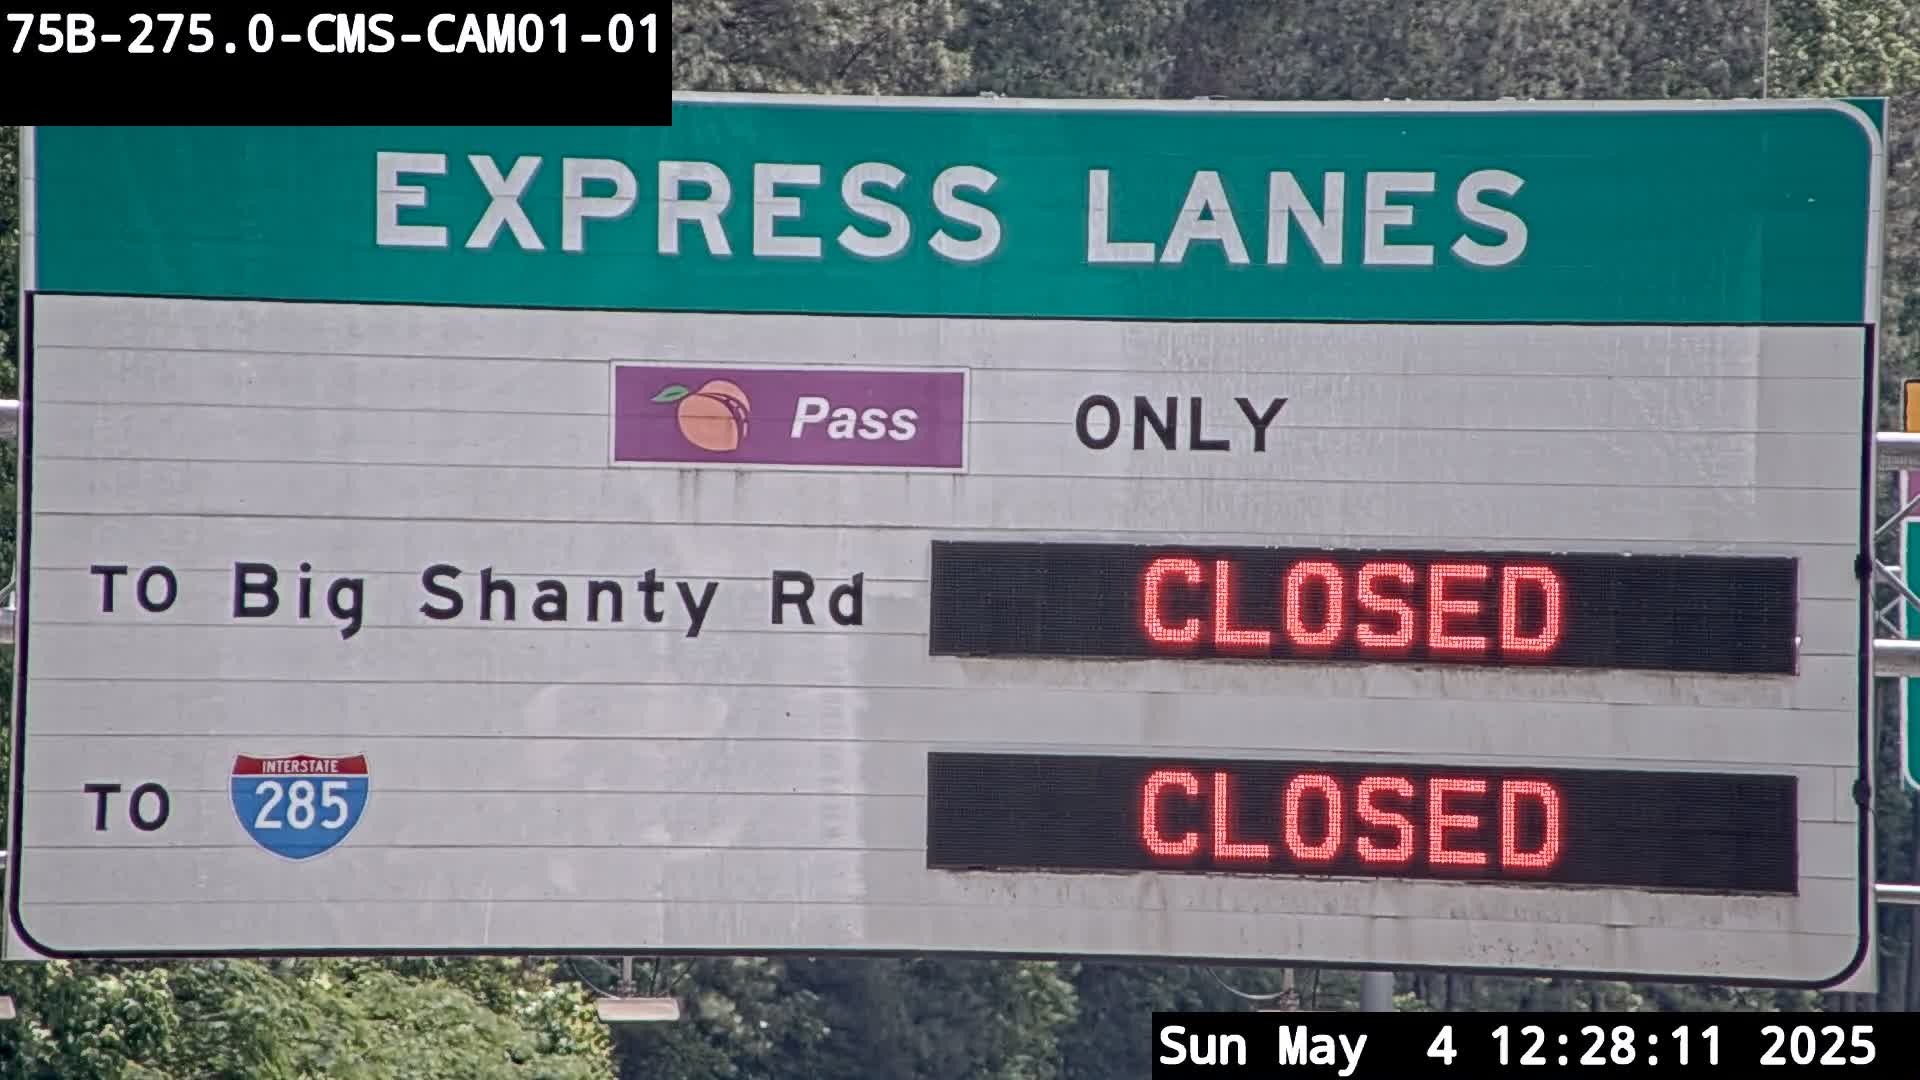 75B-275.0-CMS-CAM01-01
EXPRESS LANES
Pass ONLY
TO Big Shanty Rd CLOSED
INTERSTATE
TO 285 CLOSED
Sun May 4 12:28:11 2025